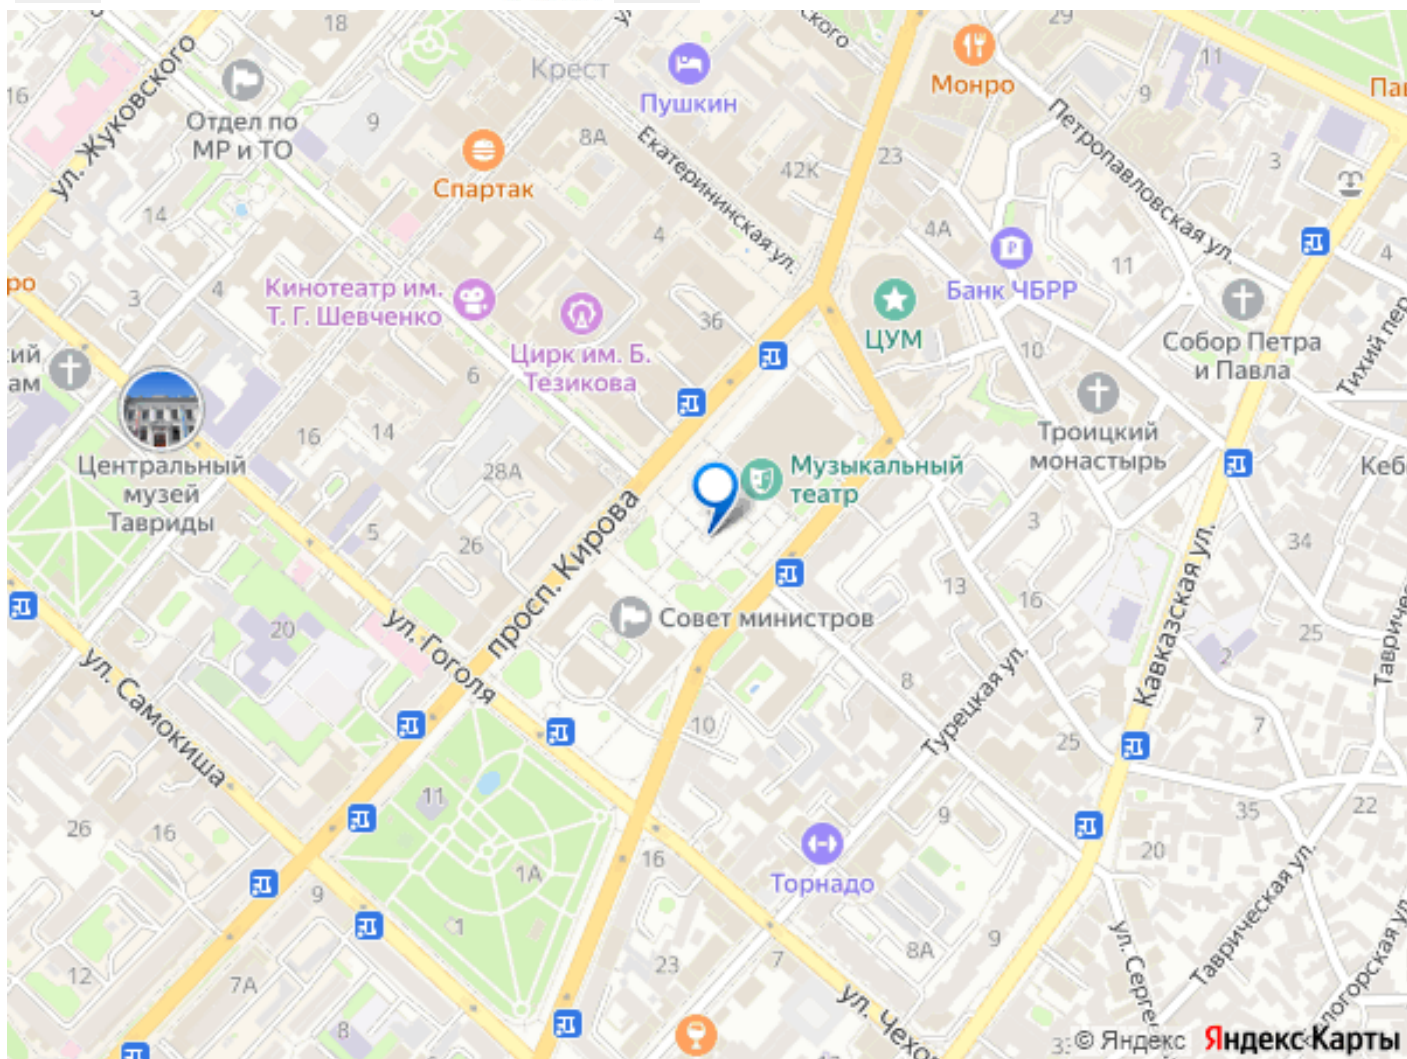 18
29
ул. Жуковского
Крест
11
Монро
16
Отдел по
МР и ТО
9
Пушкин
9
8А
Петропавловская ул.
Спартак
Екатерининская ул.
42К
23
3
14
4
4А
11
4
3
4
Кинотеатр им.
Т. Г. Шевченко
Банк ЧБРР
36
Цирк им. Б.
Тезикова
ЦУМ
10
Собор Петра
и Павла
6
Троицкий
монастырь
16
14
Центральный
музей
Тавриды
28А
Музыкальный
театр
просп. Кирова
5
26
3
34
13
16
Кавказская ул.
20
ул. Гоголя
Совет министров
25
2
ул. Самокиша
8
Турецкая ул.
10
25
7
11
26
16
9
35
22
1А
16
Торнадо
20
9
1
12
7А
23
7
8А
9
Таврическая ул.
8
© Яндекс Яндекс Карты